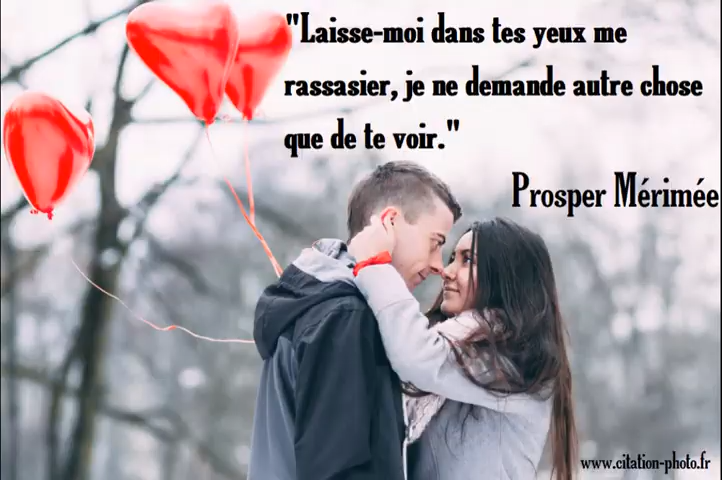 "Laisse-moi dans tes yeux me
rassasier, je ne demande autre chose
que de te voir."
Prosper Mérimée
www.citation-photo.fr